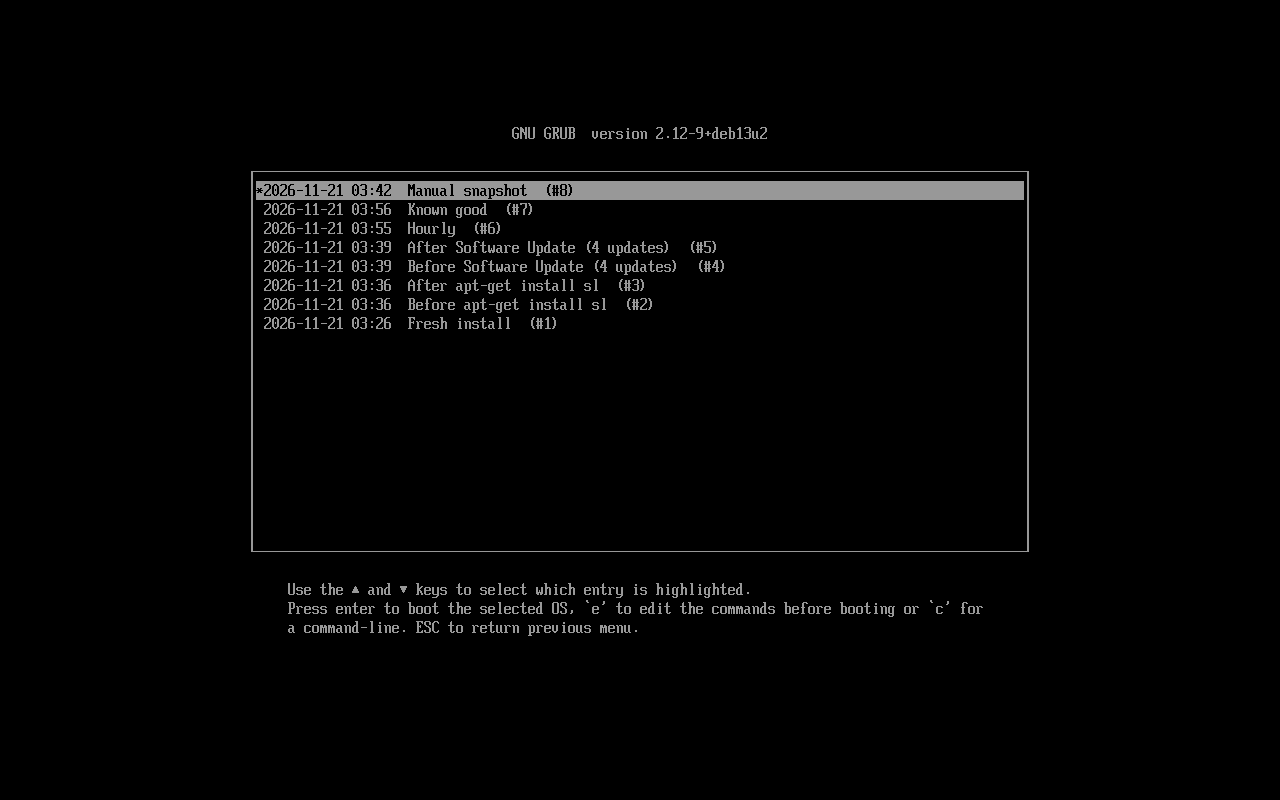 GNU GRUB  version 2.12-9+deb13u2
*2026-11-21 03:42  Manual snapshot  (#8)
2026-11-21 03:56  Known good  (#7)
2026-11-21 03:55  Hourly  (#6)
2026-11-21 03:39  After Software Update (4 updates)  (#5)
2026-11-21 03:39  Before Software Update (4 updates)  (#4)
2026-11-21 03:36  After apt-get install sl  (#3)
2026-11-21 03:36  Before apt-get install sl  (#2)
2026-11-21 03:26  Fresh install  (#1)
Use the ▲ and ▼ keys to select which entry is highlighted.
Press enter to boot the selected OS, `e' to edit the commands before booting or `c' for
a command-line. ESC to return previous menu.